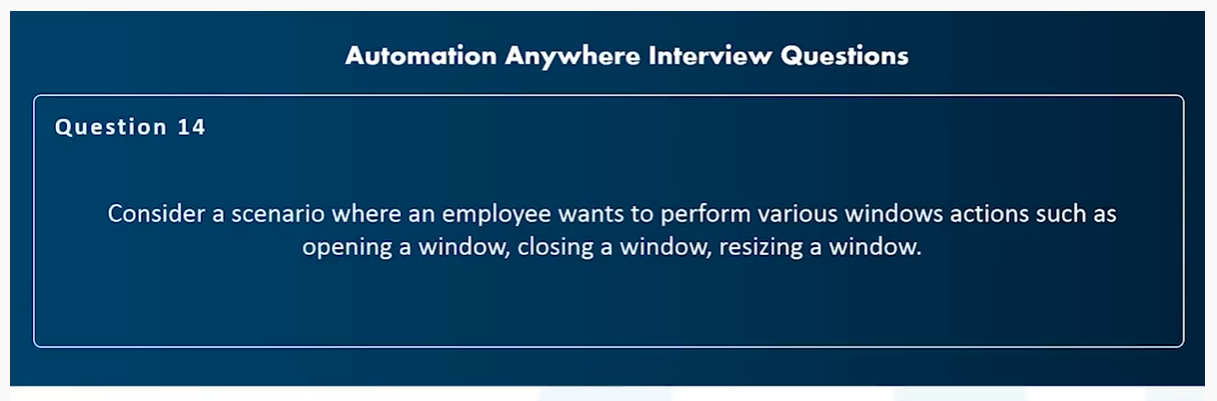 Automation Anywhere Interview Questions
Question 14
Consider a scenario where an employee wants to perform various windows actions such as
opening a window, closing a window, resizing a window.